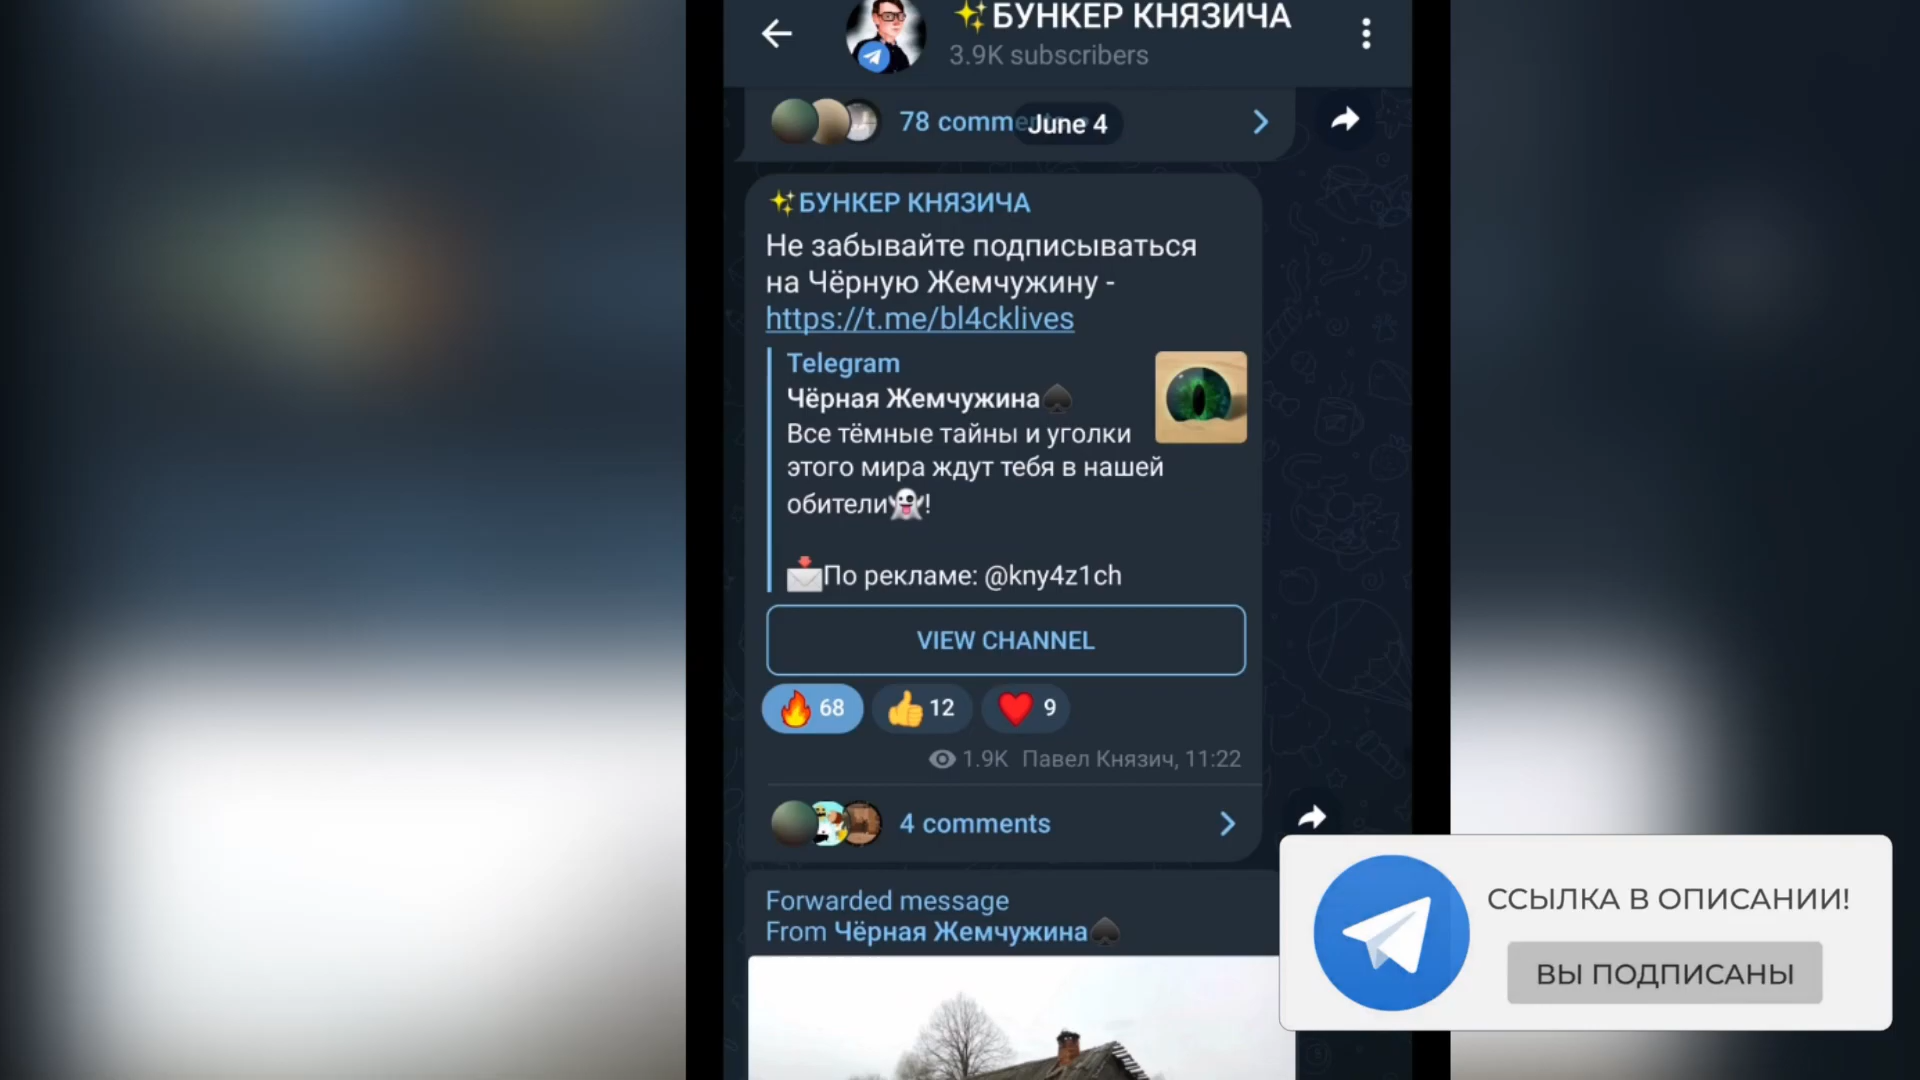 ✨БУНКЕР КНЯЗИЧА
3.9K subscribers
78 comme
June 4
✨БУНКЕР КНЯЗИЧА
Не забывайте подписываться
на Чёрную Жемчужину -
https://t.me/bl4cklives
Telegram
Чёрная Жемчужина♠
Все тёмные тайны и уголки
этого мира ждут тебя в нашей
обители👻!
📩По рекламе: @kny4z1ch
VIEW CHANNEL
🔥 68 👍 12 ❤ 9
1.9K Павел Князич, 11:22
4 comments
Forwarded message
From Чёрная Жемчужина♠
ССЫЛКА В ОПИСАНИИ!
ВЫ ПОДПИСАНЫ